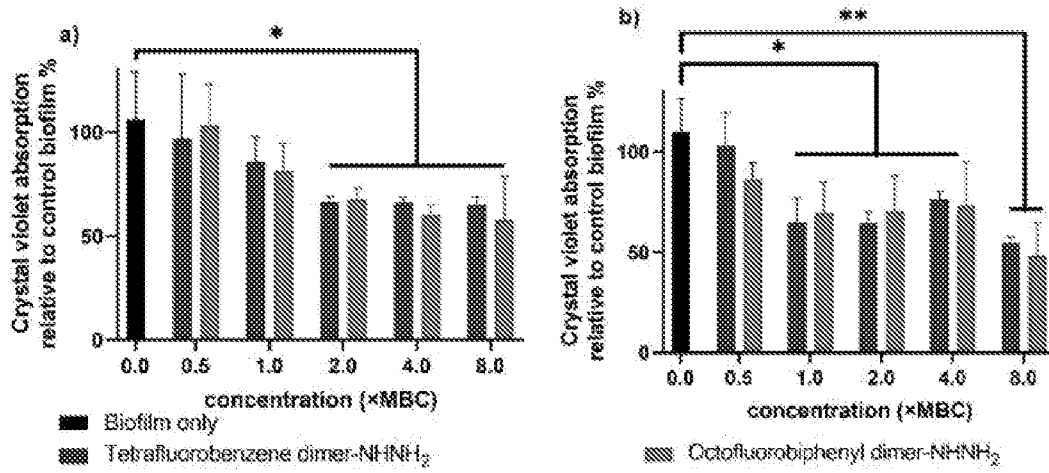 a)
*
Crystal violet absorption
relative to control biofilm %
100
50
0
0.0 0.5 1.0 2.0 4.0 8.0
concentration (×MBC)
b)
**
*
Crystal violet absorption
relative to control biofilm %
100
50
0
0.0 0.5 1.0 2.0 4.0 8.0
concentration (×MBC)
Biofilm only
Tetrafluorobenzene dimer-NHNH₂
Octofluorobiphenyl dimer-NHNH₂